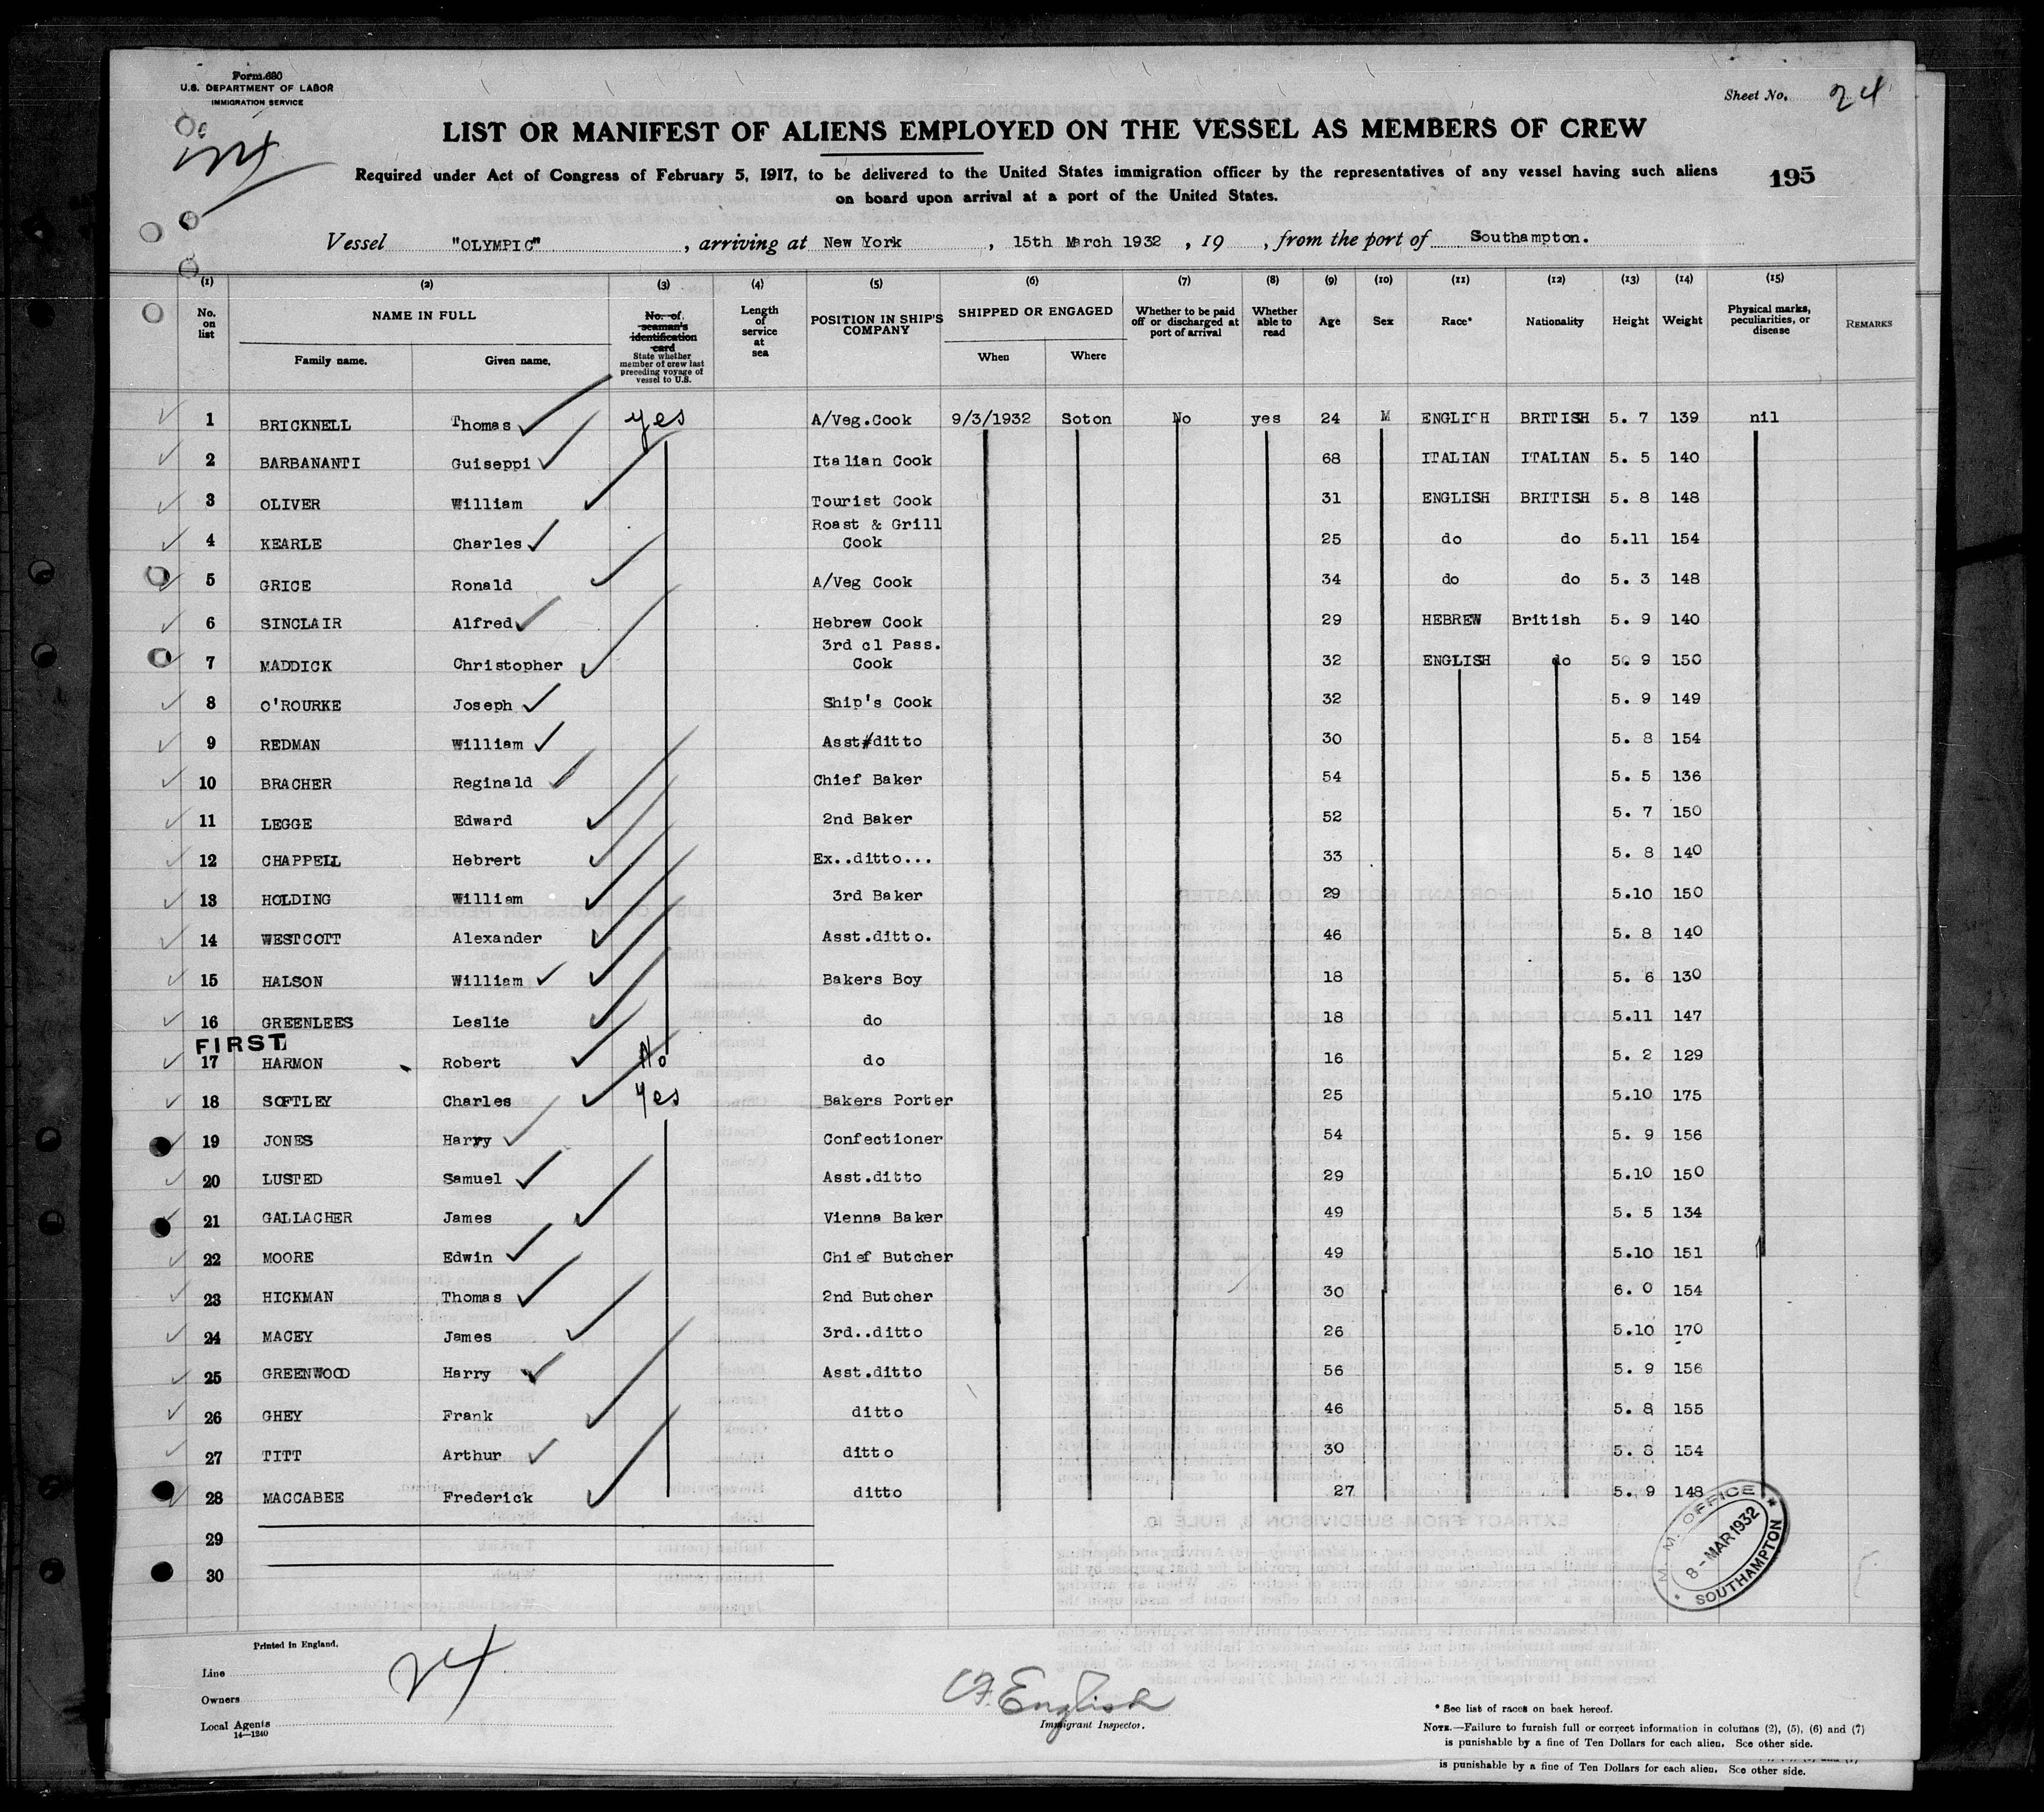 Form 680
U.S. DEPARTMENT OF LABOR
IMMIGRATION SERVICE
Sheet No. 24
LIST OR MANIFEST OF ALIENS EMPLOYED ON THE VESSEL AS MEMBERS OF CREW
Required under Act of Congress of February 5, 1917, to be delivered to the United States immigration officer by the representatives of any vessel having such aliens
on board upon arrival at a port of the United States.
195
Vessel "OLYMPIC", arriving at New York, 15th March 1932, 19 , from the port of Southampton.
(1) (2) (3) (4) (5) (6) (7) (8) (9) (10) (11) (12) (13) (14) (15)
No. on list NAME IN FULL Family name. Given name. No. of seaman's identification card State whether member of crew last preceding voyage of vessel to U.S. Length of service at sea POSITION IN SHIP'S COMPANY SHIPPED OR ENGAGED When Where Whether to be paid off or discharged at port of arrival Whether able to read Age Sex Race* Nationality Height Weight Physical marks, peculiarities, or disease REMARKS
1 BRICKNELL Thomas yes A/Veg.Cook 9/3/1932 Soton No yes 24 M ENGLISH BRITISH 5. 7 139 nil
2 BARBANANTI Guiseppi Italian Cook 68 ITALIAN ITALIAN 5. 5 140
3 OLIVER William Tourist Cook 31 ENGLISH BRITISH 5. 8 148
4 KEARLE Charles Roast & Grill Cook 25 do do 5.11 154
5 GRICE Ronald A/Veg Cook 34 do do 5. 3 148
6 SINCLAIR Alfred Hebrew Cook 29 HEBREW British 5. 9 140
7 MADDICK Christopher 3rd cl Pass. Cook 32 ENGLISH do 5. 9 150
8 O'ROURKE Joseph Ship's Cook 32 5. 9 149
9 REDMAN William Asst ditto 30 5. 8 154
10 BRACHER Reginald Chief Baker 54 5. 5 136
11 LEGGE Edward 2nd Baker 52 5. 7 150
12 CHAPPELL Hebrert Ex..ditto... 33 5. 8 140
13 HOLDING William 3rd Baker 29 5.10 150
14 WESTCOTT Alexander Asst.ditto. 46 5. 8 140
15 HALSON William Bakers Boy 18 5. 6 130
16 GREENLEES Leslie do 18 5.11 147
FIRST
17 HARMON Robert No do 16 5. 2 129
18 SOFTLEY Charles Yes Bakers Porter 25 5.10 175
19 JONES Harry Confectioner 54 5. 9 156
20 LUSTED Samuel Asst.ditto 29 5.10 150
21 GALLACHER James Vienna Baker 49 5. 5 134
22 MOORE Edwin Chief Butcher 49 5.10 151
23 HICKMAN Thomas 2nd Butcher 30 6. 0 154
24 MACEY James 3rd..ditto 26 5.10 170
25 GREENWOOD Harry Asst.ditto 56 5. 9 156
26 GHEY Frank ditto 46 5. 8 155
27 TITT Arthur ditto 30 5. 8 154
28 MACCABEE Frederick ditto 27 5. 9 148
29
30
M. M. OFFICE
8 - MAR 1932
SOUTHAMPTON
Printed in England.
Line
Owners
Local Agents
14—1240
24
English
Immigrant Inspector.
* See list of races on back hereof.
NOTE.—Failure to furnish full or correct information in columns (2), (5), (6) and (7)
is punishable by a fine of Ten Dollars for each alien. See other side.
is punishable by a fine of Ten Dollars for each alien. See other side.